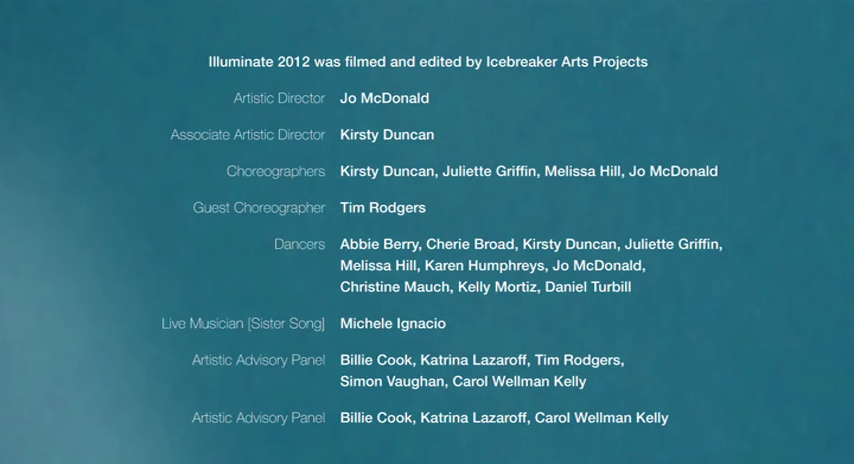 Illuminate 2012 was filmed and edited by Icebreaker Arts Projects
Artistic Director Jo McDonald
Associate Artistic Director Kirsty Duncan
Choreographers Kirsty Duncan, Juliette Griffin, Melissa Hill, Jo McDonald
Guest Choreographer Tim Rodgers
Dancers Abbie Berry, Cherie Broad, Kirsty Duncan, Juliette Griffin,
Melissa Hill, Karen Humphreys, Jo McDonald,
Christine Mauch, Kelly Mortiz, Daniel Turbill
Live Musician [Sister Song] Michele Ignacio
Artistic Advisory Panel Billie Cook, Katrina Lazaroff, Tim Rodgers,
Simon Vaughan, Carol Wellman Kelly
Artistic Advisory Panel Billie Cook, Katrina Lazaroff, Carol Wellman Kelly